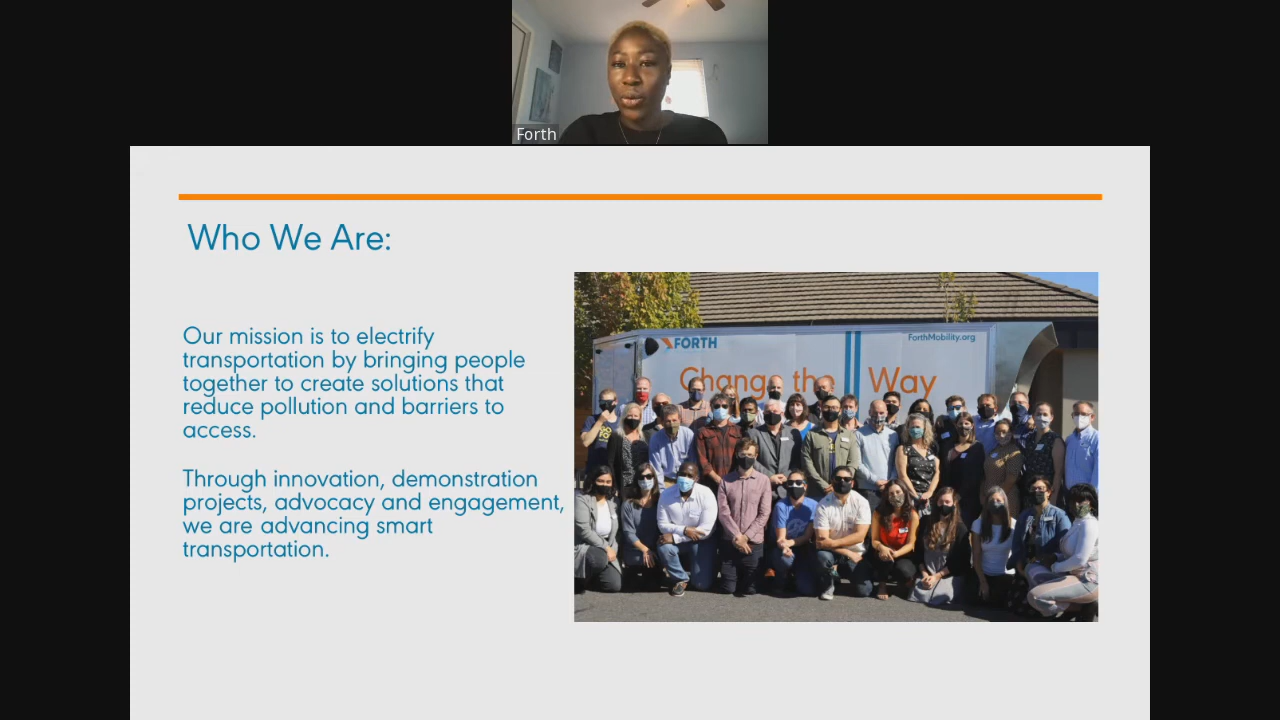 Forth
Who We Are:
Our mission is to electrify
transportation by bringing people
together to create solutions that
reduce pollution and barriers to
access.
Through innovation, demonstration
projects, advocacy and engagement,
we are advancing smart
transportation.
FORTH
ForthMobility.org
Change the Way